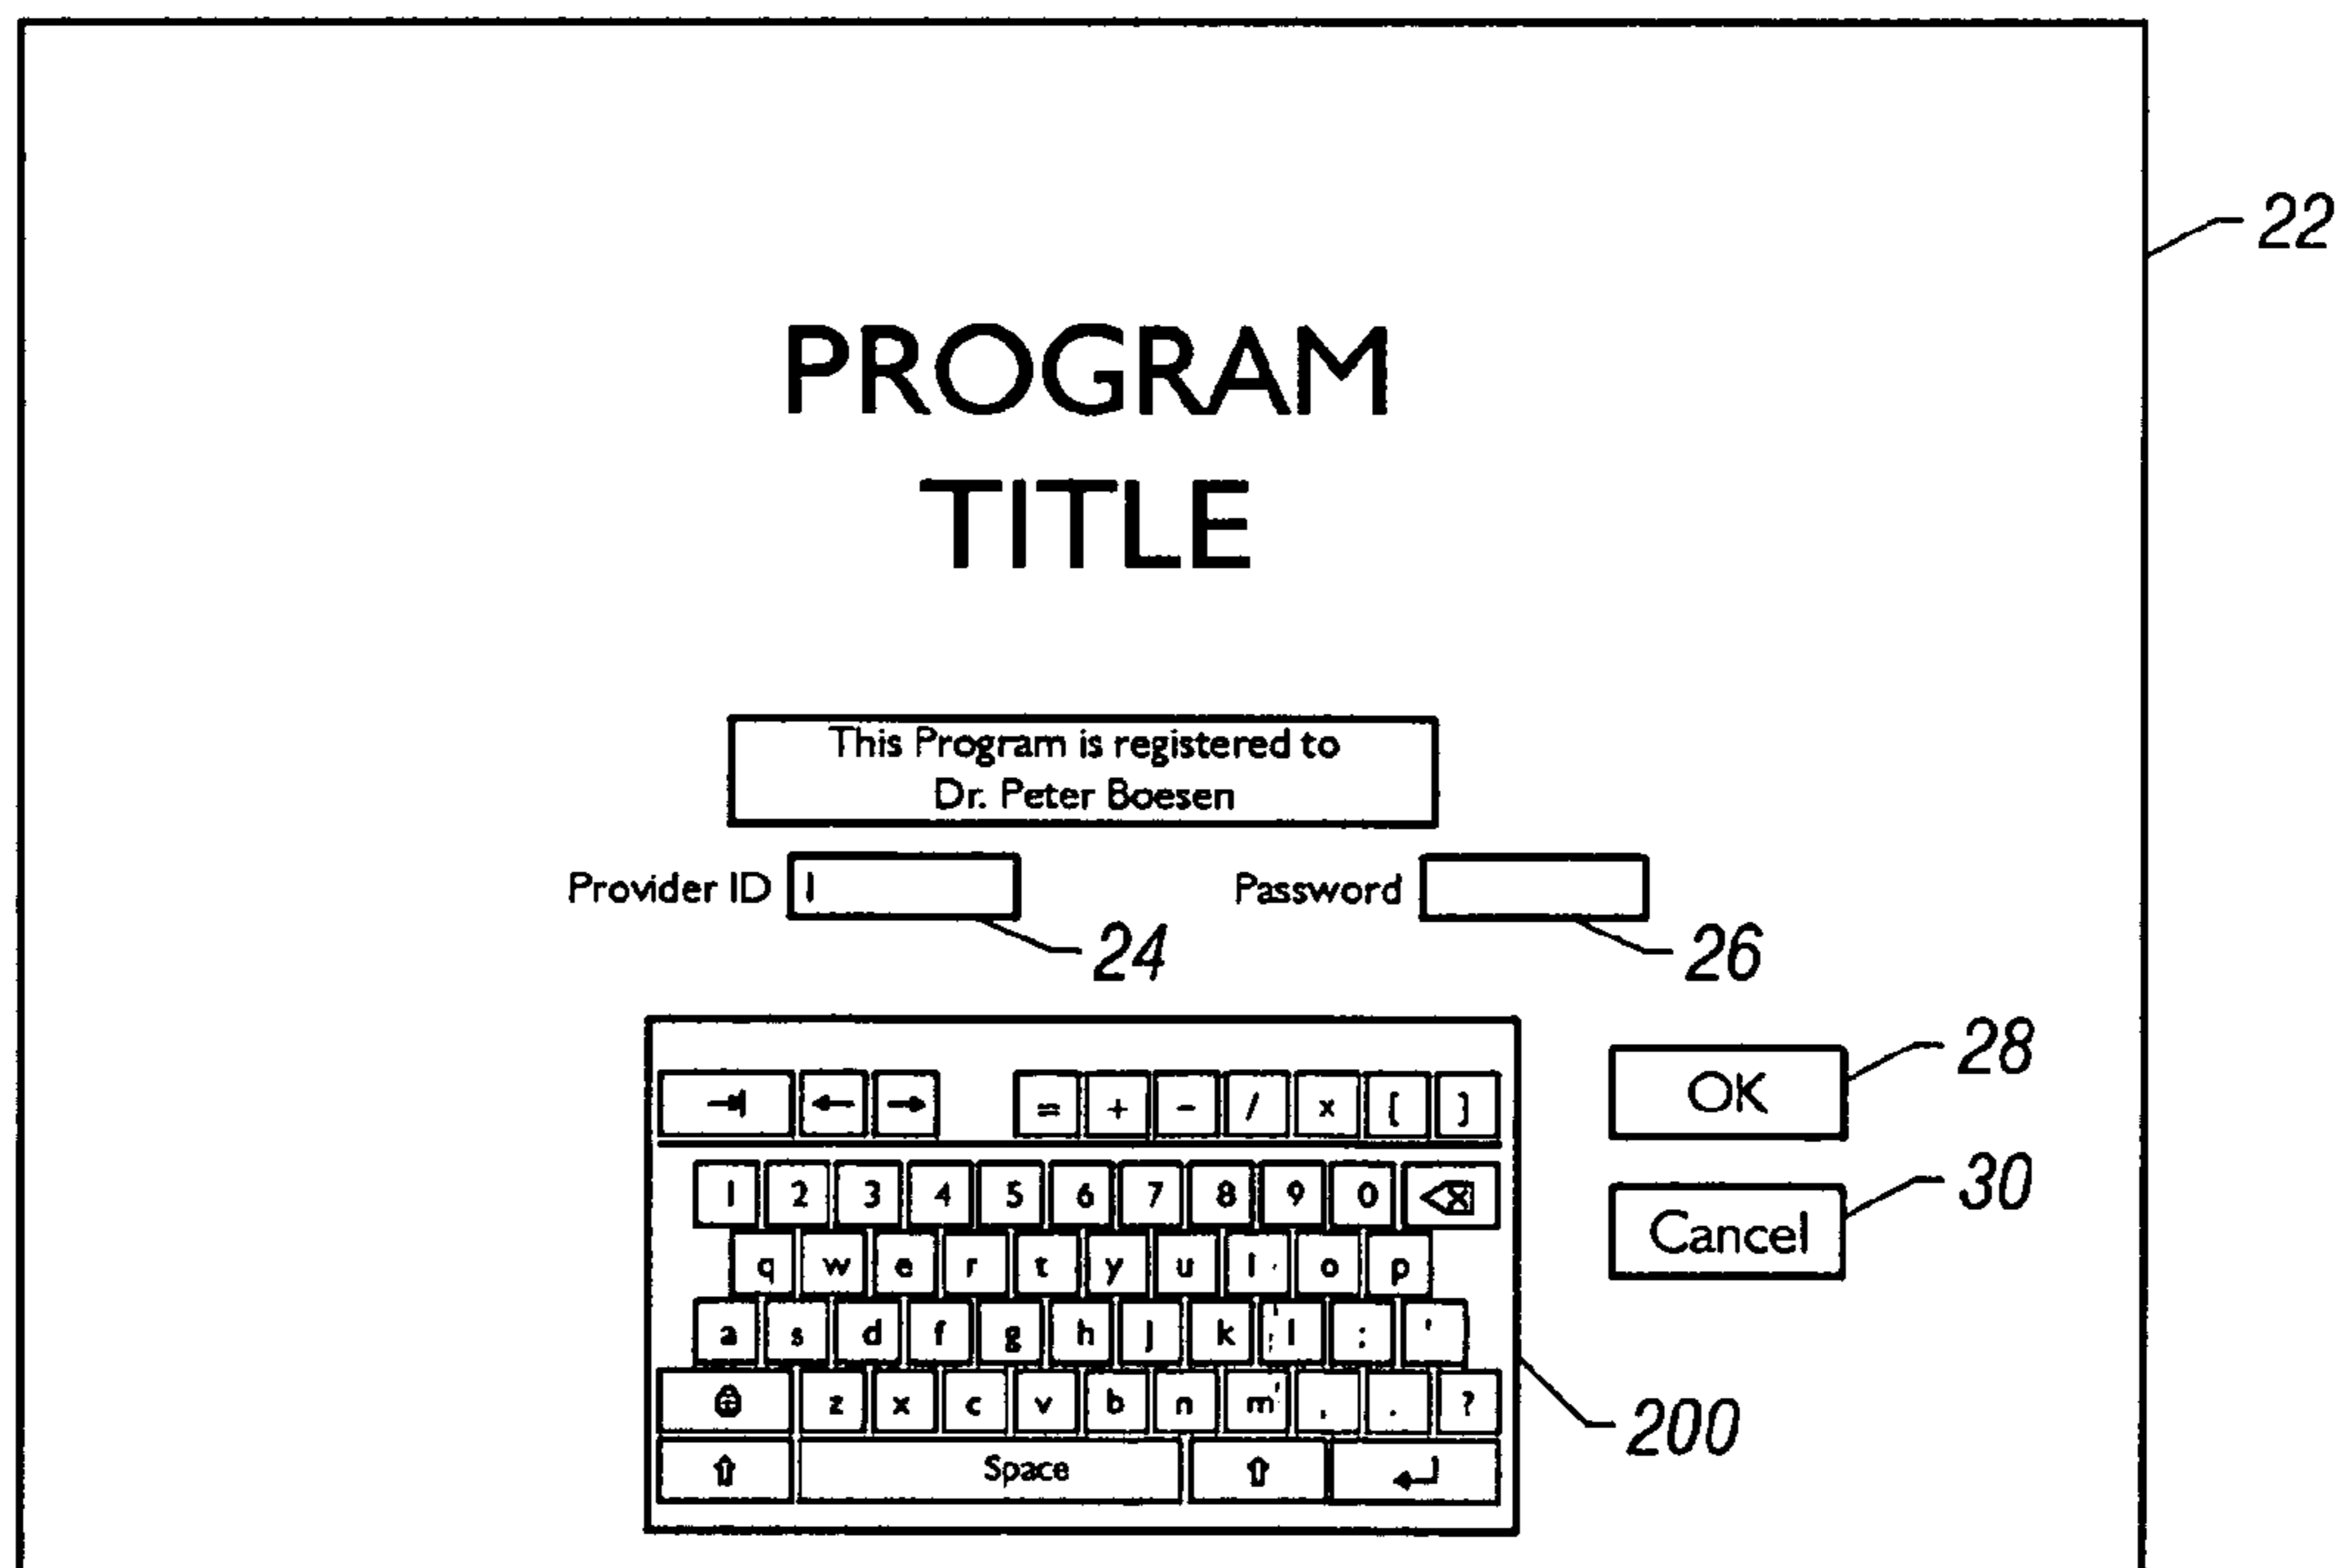 22
PROGRAM
TITLE
This Program is registered to
Dr. Peter Boesen
Provider ID Password
24 26
28
OK
30
Cancel
= + - / x [ ]
1 2 3 4 5 6 7 8 9 0
q w e r t y u i o p
a s d f g h j k l ; '
z x c v b n m , . ?
200
Space